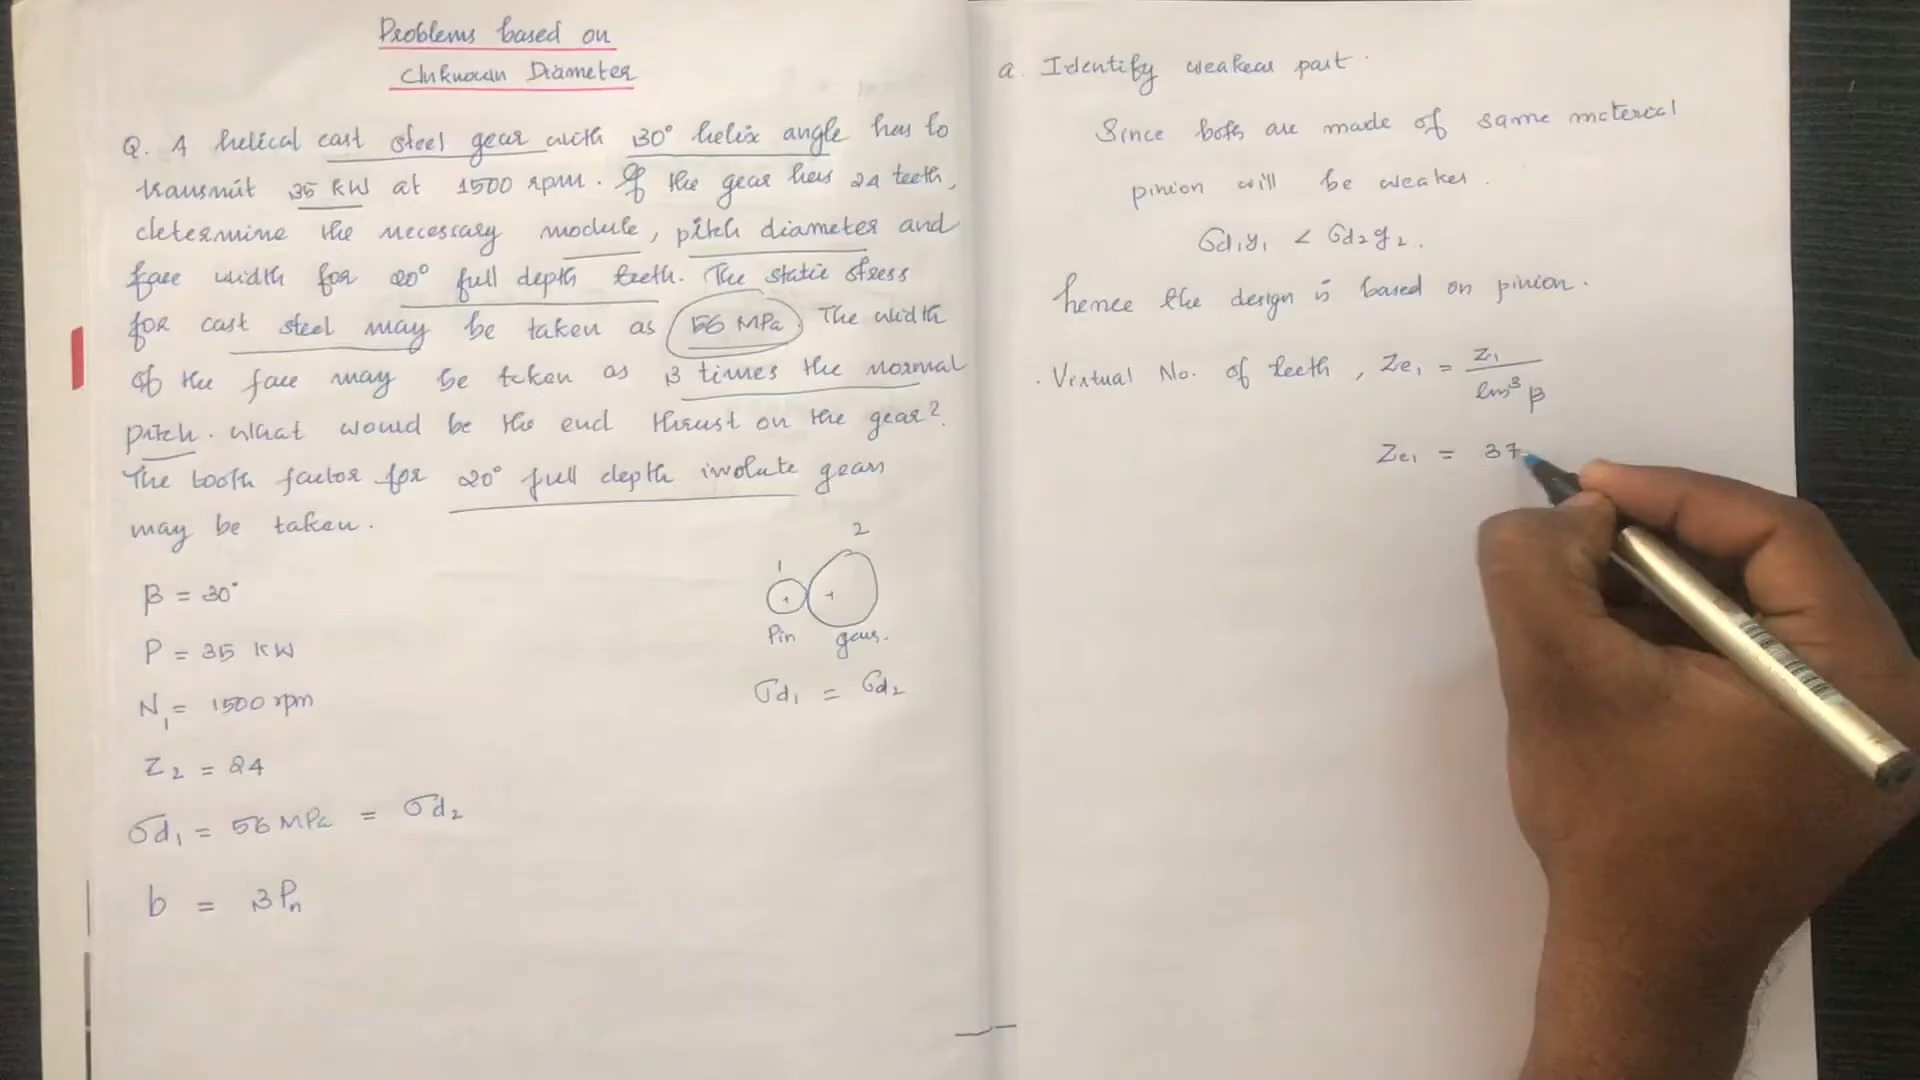 Problems based on
Unknown Diameter
Q. A helical cast steel gear with 30° helix angle has to
transmit 35 KW at 1500 rpm. If the gear has 24 teeth,
determine the necessary module, pitch diameter and
face width for 20° full depth teeth. The static stress
for cast steel may be taken as 56 MPa. The width
of the face may be taken as 3 times the normal
pitch. What would be the end thrust on the gear?
The tooth factor for 20° full depth involute gears
may be taken.
β = 30°
P = 35 KW
N₁ = 1500 rpm
Z₂ = 24
σd₁ = 56 MPa = σd₂
b = 3Pn
1 2
Pin gear.
σd₁ = σd₂
a. Identify weaker part.
Since both are made of same material
pinion will be weaker.
σd₁y₁ < σd₂y₂.
hence the design is based on pinion.
. Virtual No. of teeth, Ze₁ = Z₁ / cos³ β
Ze₁ = 37